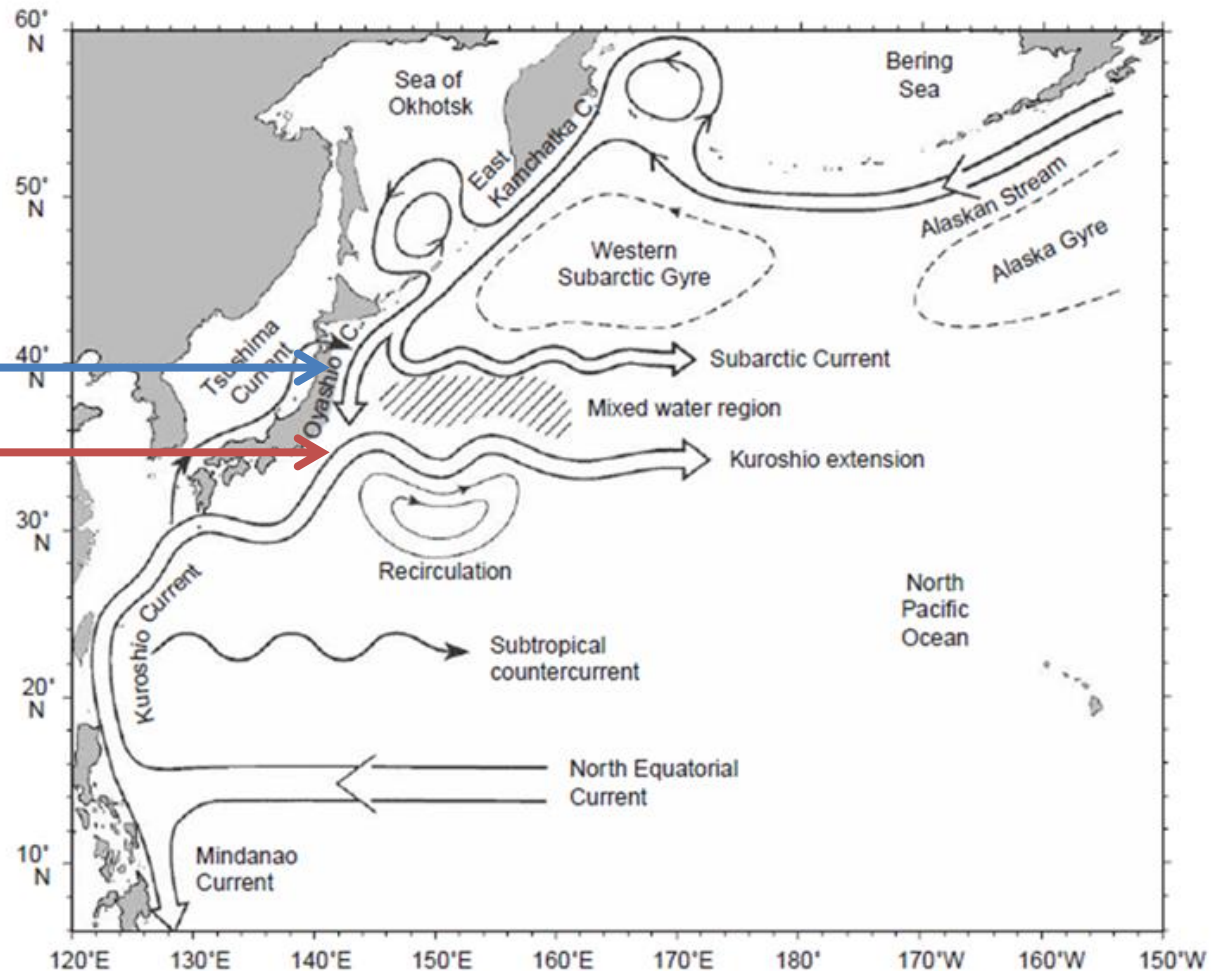 60°
N
50°
N
40°
N
30°
N
20°
N
10°
N
Sea of
Okhotsk
Bering
Sea
East
Kamchatka C.
Alaskan Stream
Alaska Gyre
Western
Subarctic Gyre
Tsushima
Current
Oyashio C.
Subarctic Current
Mixed water region
Kuroshio extension
Recirculation
Kuroshio Current
North
Pacific
Ocean
Subtropical
countercurrent
North Equatorial
Current
Mindanao
Current
120°E
130°E
140°E
150°E
160°E
170°E
180°
170°W
160°W
150°W